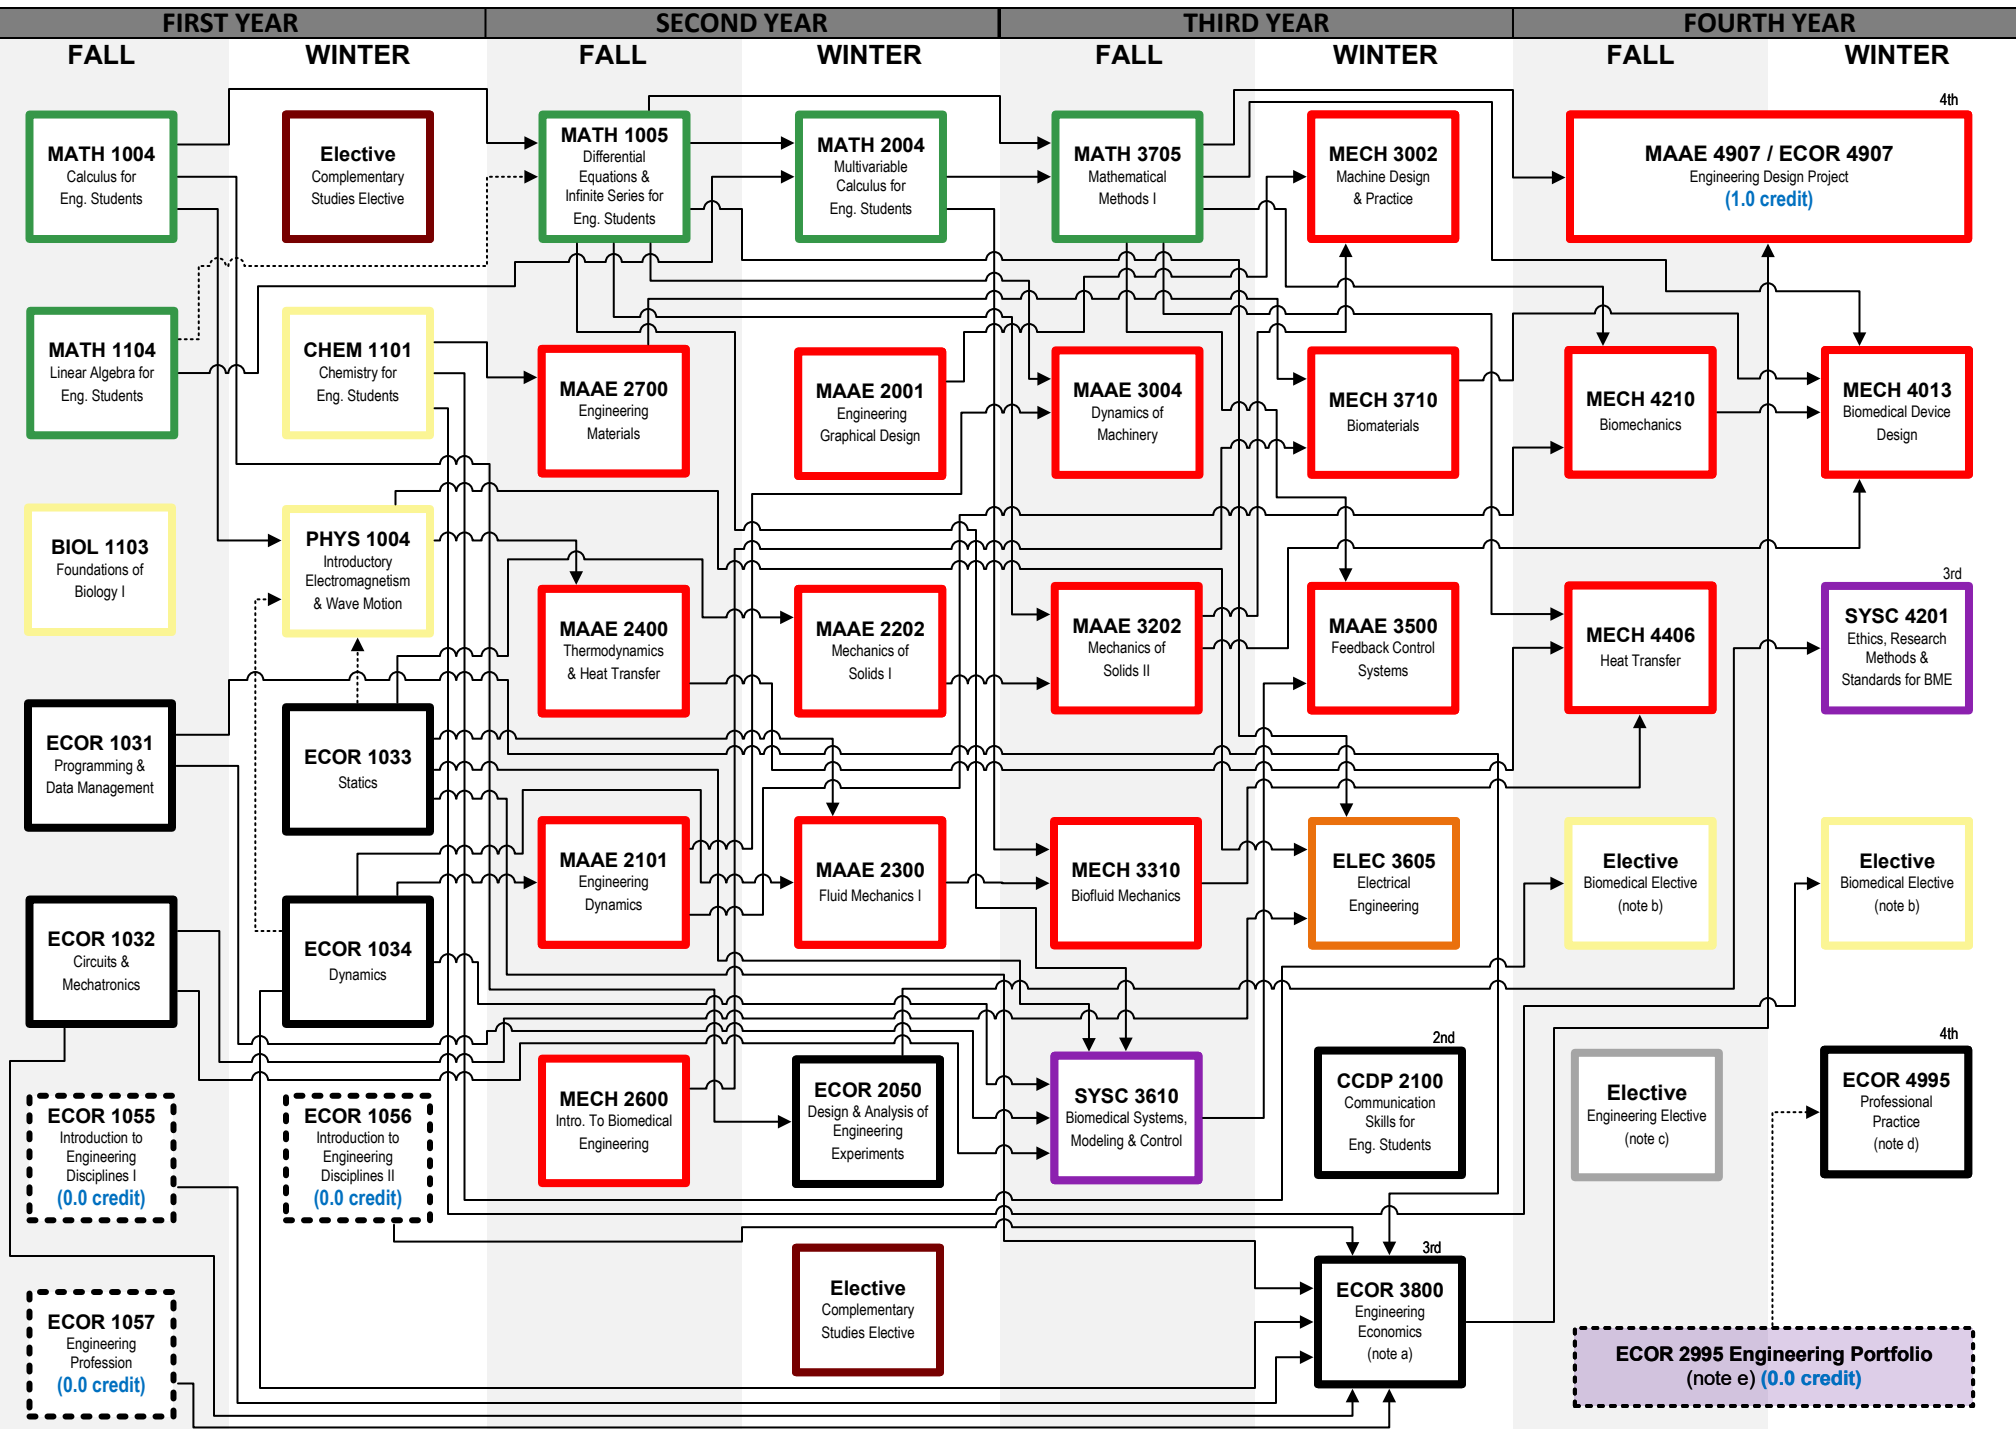 FIRST YEAR
SECOND YEAR
THIRD YEAR
FOURTH YEAR
FALL
WINTER
FALL
WINTER
FALL
WINTER
FALL
WINTER
MATH 1004
Calculus for
Eng. Students
Elective
Complementary
Studies Elective
MATH 1005
Differential
Equations &
Infinite Series for
Eng. Students
MATH 2004
Multivariable
Calculus for
Eng. Students
MATH 3705
Mathematical
Methods I
MECH 3002
Machine Design
& Practice
4th
MAAE 4907 / ECOR 4907
Engineering Design Project
(1.0 credit)
MATH 1104
Linear Algebra for
Eng. Students
CHEM 1101
Chemistry for
Eng. Students
MAAE 2700
Engineering
Materials
MAAE 2001
Engineering
Graphical Design
MAAE 3004
Dynamics of
Machinery
MECH 3710
Biomaterials
MECH 4210
Biomechanics
MECH 4013
Biomedical Device
Design
BIOL 1103
Foundations of
Biology I
PHYS 1004
Introductory
Electromagnetism
& Wave Motion
MAAE 2400
Thermodynamics
& Heat Transfer
MAAE 2202
Mechanics of
Solids I
MAAE 3202
Mechanics of
Solids II
MAAE 3500
Feedback Control
Systems
MECH 4406
Heat Transfer
3rd
SYSC 4201
Ethics, Research
Methods &
Standards for BME
ECOR 1031
Programming &
Data Management
ECOR 1033
Statics
MAAE 2101
Engineering
Dynamics
MAAE 2300
Fluid Mechanics I
MECH 3310
Biofluid Mechanics
ELEC 3605
Electrical
Engineering
Elective
Biomedical Elective
(note b)
Elective
Biomedical Elective
(note b)
ECOR 1032
Circuits &
Mechatronics
ECOR 1034
Dynamics
MECH 2600
Intro. To Biomedical
Engineering
ECOR 2050
Design & Analysis of
Engineering
Experiments
SYSC 3610
Biomedical Systems,
Modeling & Control
2nd
CCDP 2100
Communication
Skills for
Eng. Students
Elective
Engineering Elective
(note c)
4th
ECOR 4995
Professional
Practice
(note d)
ECOR 1055
Introduction to
Engineering
Disciplines I
(0.0 credit)
ECOR 1056
Introduction to
Engineering
Disciplines II
(0.0 credit)
ECOR 1057
Engineering
Profession
(0.0 credit)
Elective
Complementary
Studies Elective
3rd
ECOR 3800
Engineering
Economics
(note a)
ECOR 2995 Engineering Portfolio
(note e) (0.0 credit)